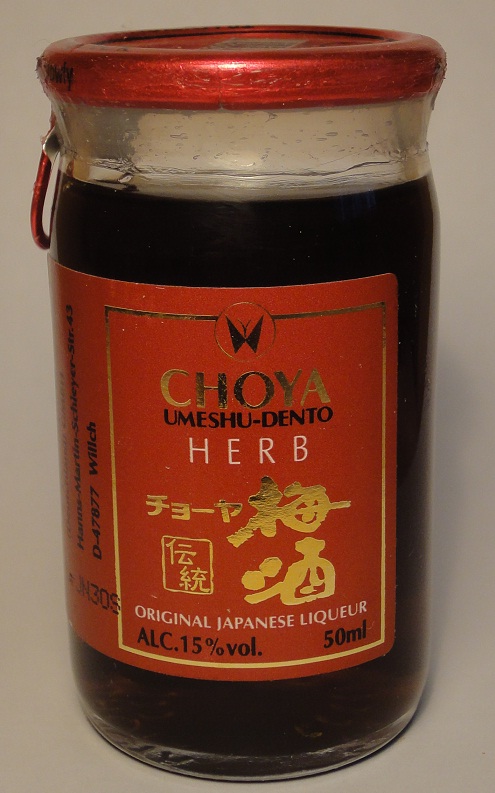 CHOYA
UMESHU-DENTO
HERB
チョーヤ 梅酒
伝統
ORIGINAL JAPANESE LIQUEUR
ALC.15%vol. 50ml
Hanns-Martin-Schleyer-Str.43
D-47877 Willich